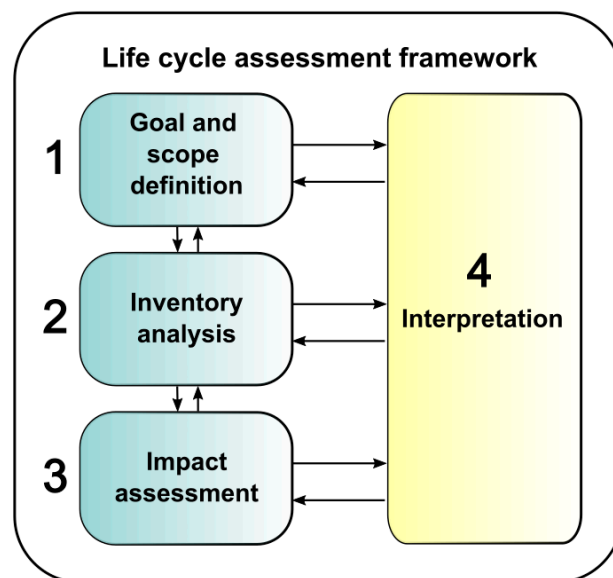 Life cycle assessment framework
1
Goal and
scope
definition
2
Inventory
analysis
3
Impact
assessment
4
Interpretation